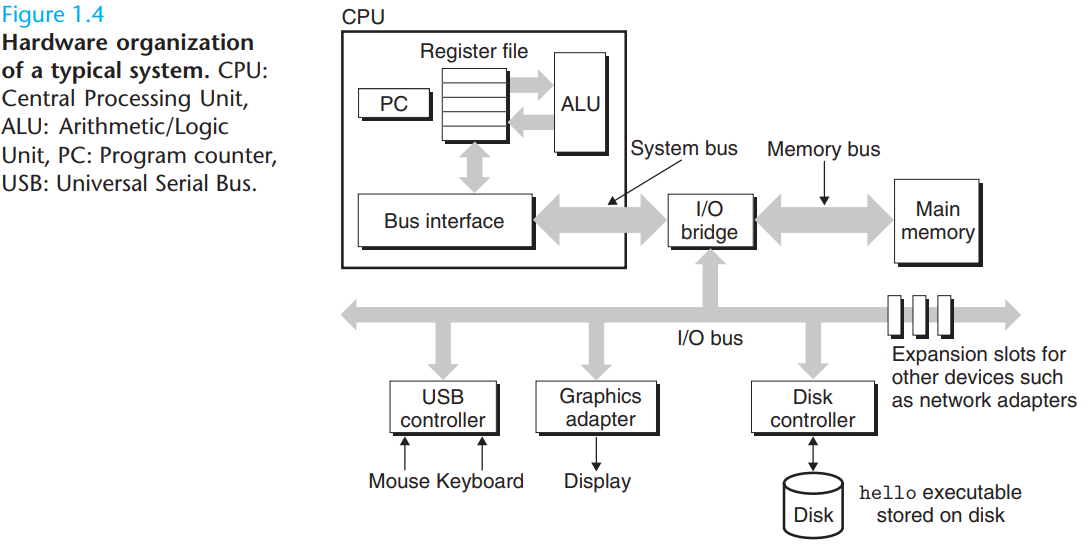 Figure 1.4
Hardware organization
of a typical system. CPU:
Central Processing Unit,
ALU: Arithmetic/Logic
Unit, PC: Program counter,
USB: Universal Serial Bus.
CPU
Register file
PC
ALU
System bus
Memory bus
Bus interface
I/O
bridge
Main
memory
I/O bus
Expansion slots for
other devices such
as network adapters
USB
controller
Graphics
adapter
Disk
controller
Mouse
Keyboard
Display
Disk
hello executable
stored on disk